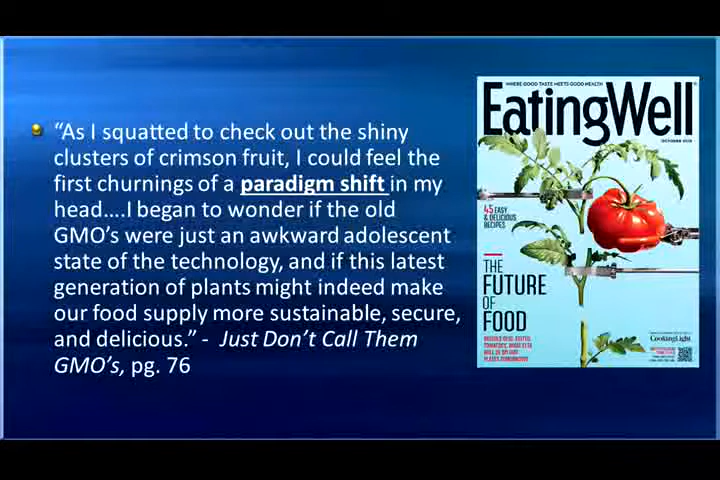 “As I squatted to check out the shiny
clusters of crimson fruit, I could feel the
first churnings of a paradigm shift in my
head….I began to wonder if the old
GMO’s were just an awkward adolescent
state of the technology, and if this latest
generation of plants might indeed make
our food supply more sustainable, secure,
and delicious.” - Just Don’t Call Them
GMO’s, pg. 76
WHERE GOOD TASTE MEETS GOOD HEALTH
EatingWell
OCTOBER 2019
45 EASY
& DELICIOUS
RECIPES
THE
FUTURE
OF
FOOD
CookingLight